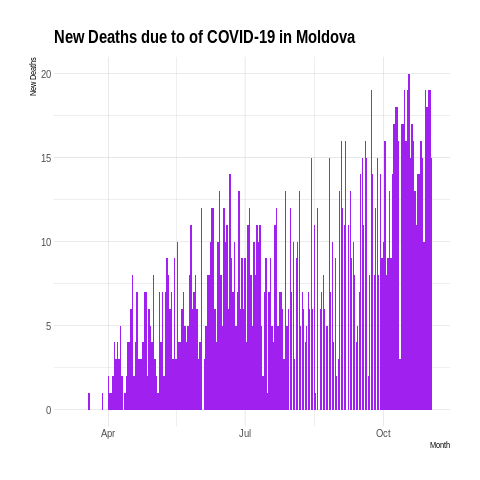 New Deaths due to of COVID-19 in Moldova
New Deaths
20
15
10
5
0
Apr
Jul
Oct
Month